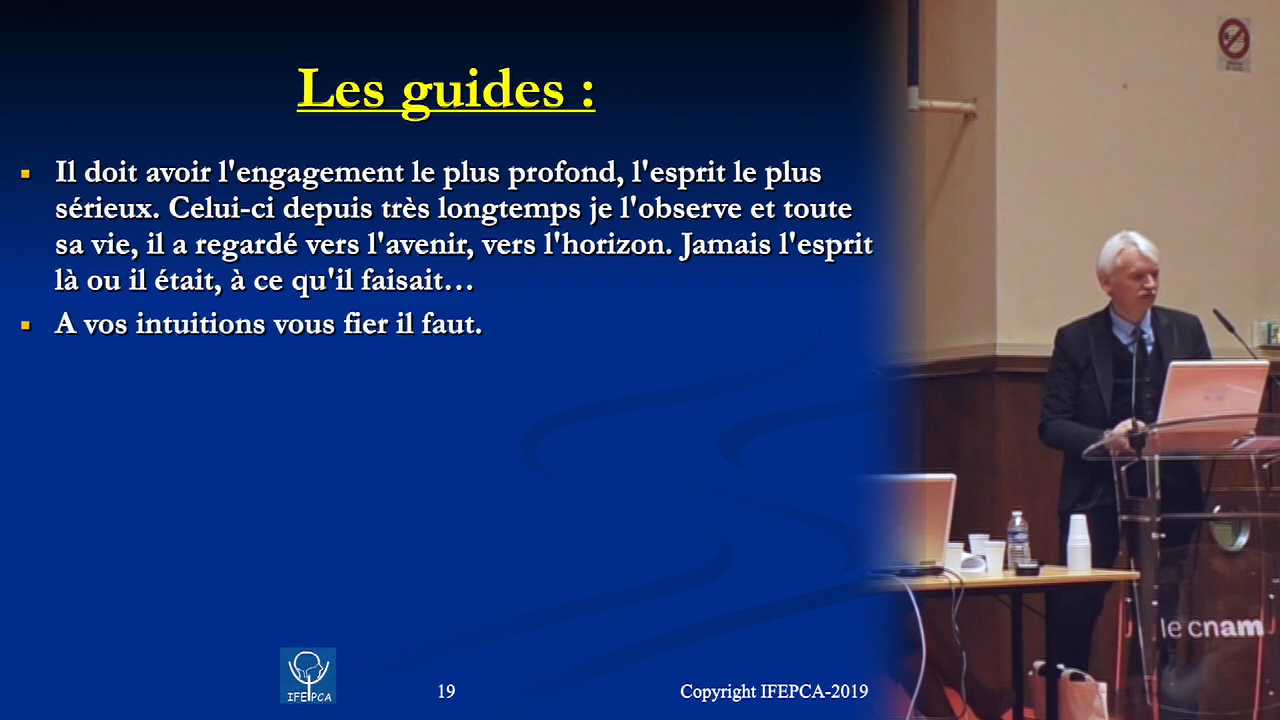 Les guides :
Il doit avoir l'engagement le plus profond, l'esprit le plus
sérieux. Celui-ci depuis très longtemps je l'observe et toute
sa vie, il a regardé vers l'avenir, vers l'horizon. Jamais l'esprit
là ou il était, à ce qu'il faisait…
A vos intuitions vous fier il faut.
IFEPCA
19
Copyright IFEPCA-2019
le cnam